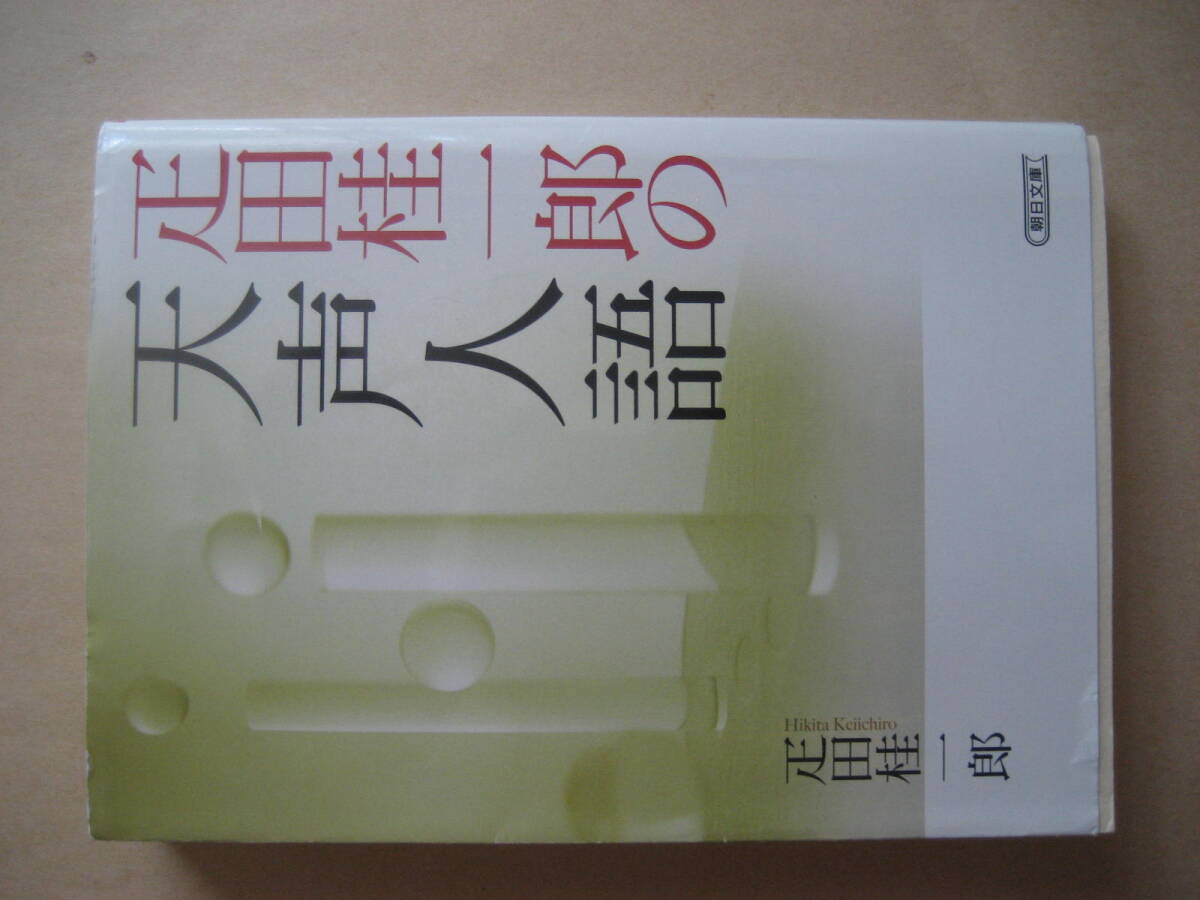 疋田桂一郎の
天声人語
Hikita Keiichiro
疋田桂一郎
朝日文庫